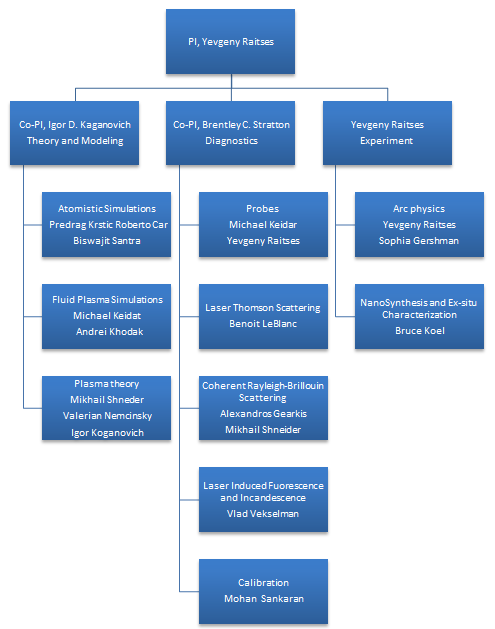 PI, Yevgeny Raitses
Co-PI, Igor D. Kaganovich
Theory and Modeling
Atomistic Simulations
Predrag Krstic Roberto Car
Biswajit Santra
Fluid Plasma Simulations
Michael Keidat
Andrei Khodak
Plasma theory
Mikhail Shneder
Valerian Nemcinsky
Igor Koganovich
Co-PI, Brentley C. Stratton
Diagnostics
Probes
Michael Keidar
Yevgeny Raitses
Laser Thomson Scattering
Benoit LeBlanc
Coherent Rayleigh-Brillouin
Scattering
Alexandros Gearkis
Mikhail Shneider
Laser Induced Fuorescence
and Incandescence
Vlad Vekselman
Calibration
Mohan Sankaran
Yevgeny Raitses
Experiment
Arc physics
Yevgeny Raitses
Sophia Gershman
NanoSynthesis and Ex-situ
Characterization
Bruce Koel